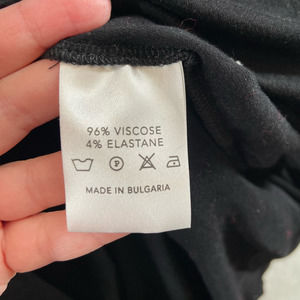 96% VISCOSE
4% ELASTANE
P
MADE IN BULGARIA